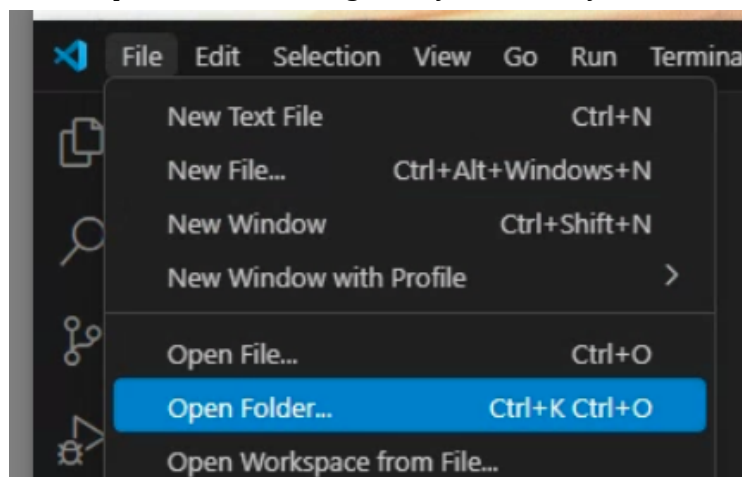 File Edit Selection View Go Run Termina
New Text File Ctrl+N
New File... Ctrl+Alt+Windows+N
New Window Ctrl+Shift+N
New Window with Profile
Open File... Ctrl+O
Open Folder... Ctrl+K Ctrl+O
Open Workspace from File...